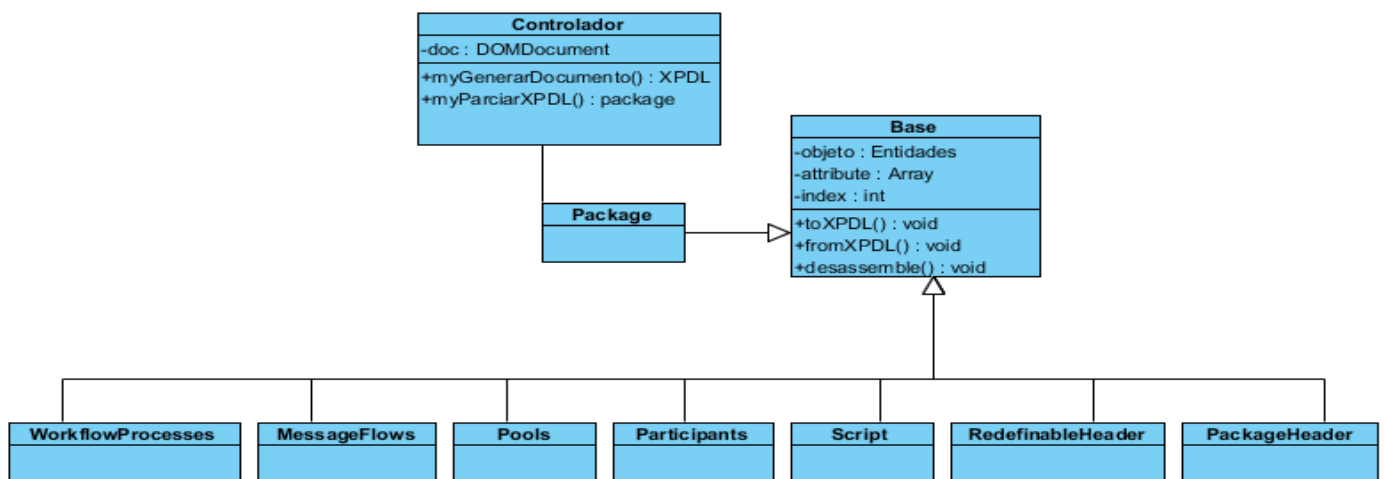 Controlador
-doc : DOMDocument
+myGenerarDocumento() : XPDL
+myParciarXPDL() : package
Base
-objeto : Entidades
-attribute : Array
-index : int
+toXPDL() : void
+fromXPDL() : void
+desassemble() : void
Package
WorkflowProcesses
MessageFlows
Pools
Participants
Script
RedefinableHeader
PackageHeader